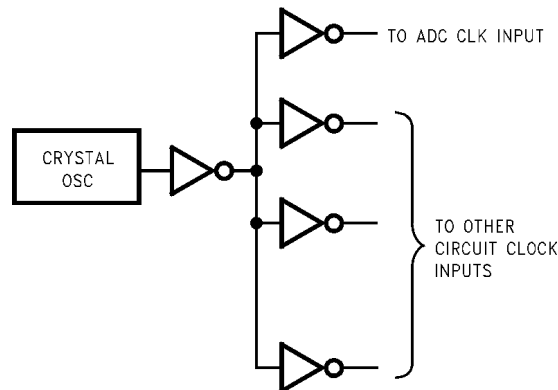 TO ADC CLK INPUT
CRYSTAL
OSC
TO OTHER
CIRCUIT CLOCK
INPUTS